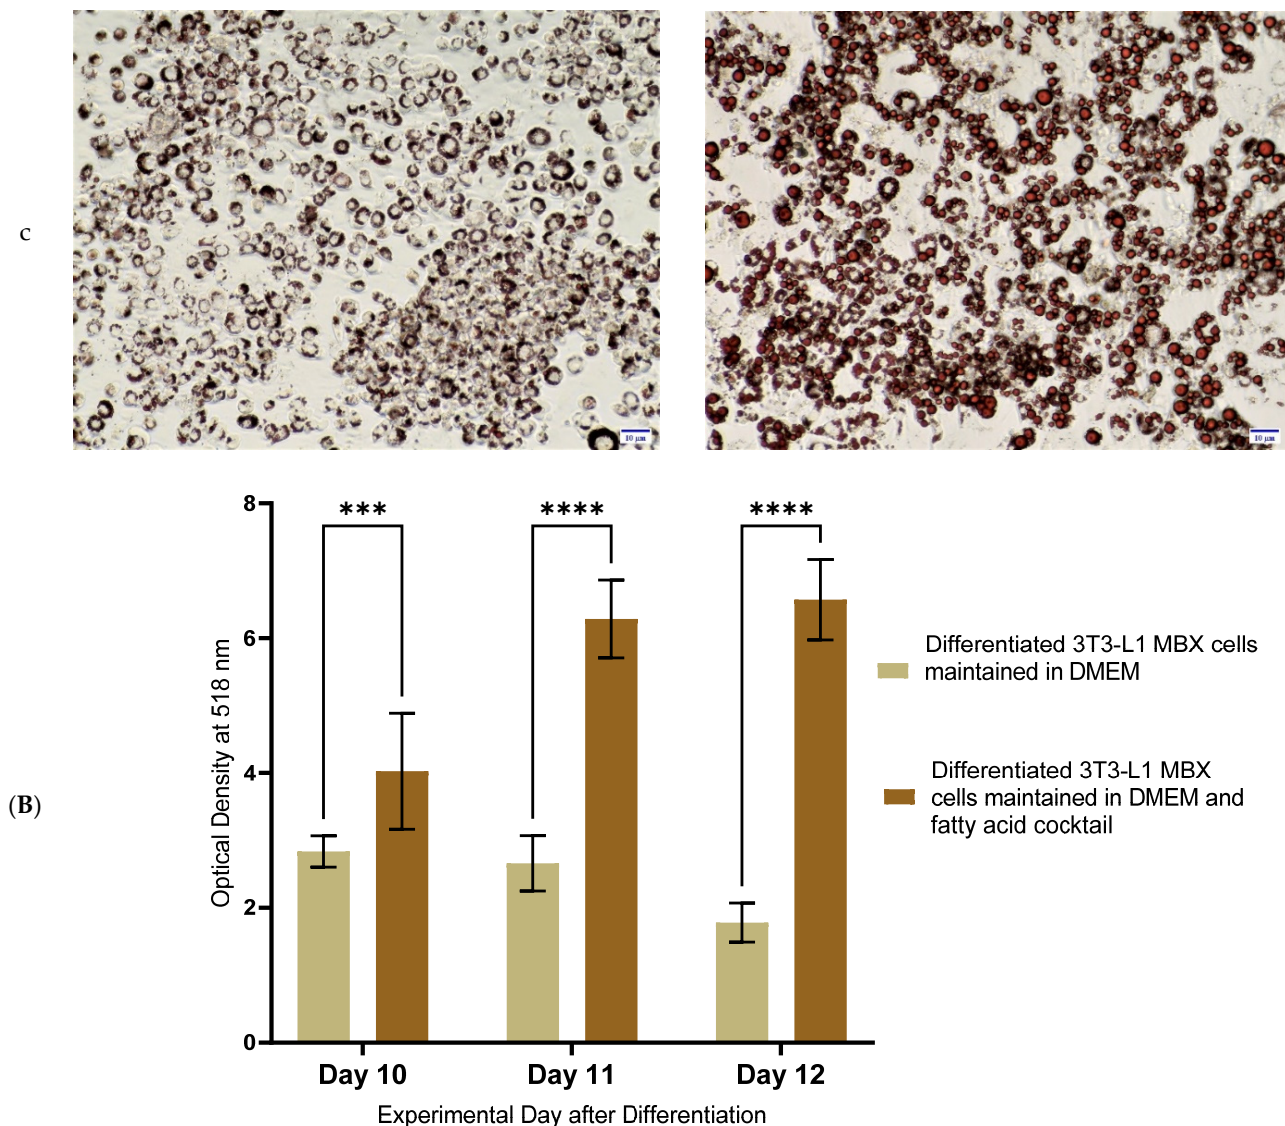 c
10 µm
10 µm
(B)
8
6
4
2
0
Optical Density at 518 nm
***
****
****
Day 10
Day 11
Day 12
Experimental Day after Differentiation
Differentiated 3T3-L1 MBX cells
maintained in DMEM
Differentiated 3T3-L1 MBX
cells maintained in DMEM and
fatty acid cocktail